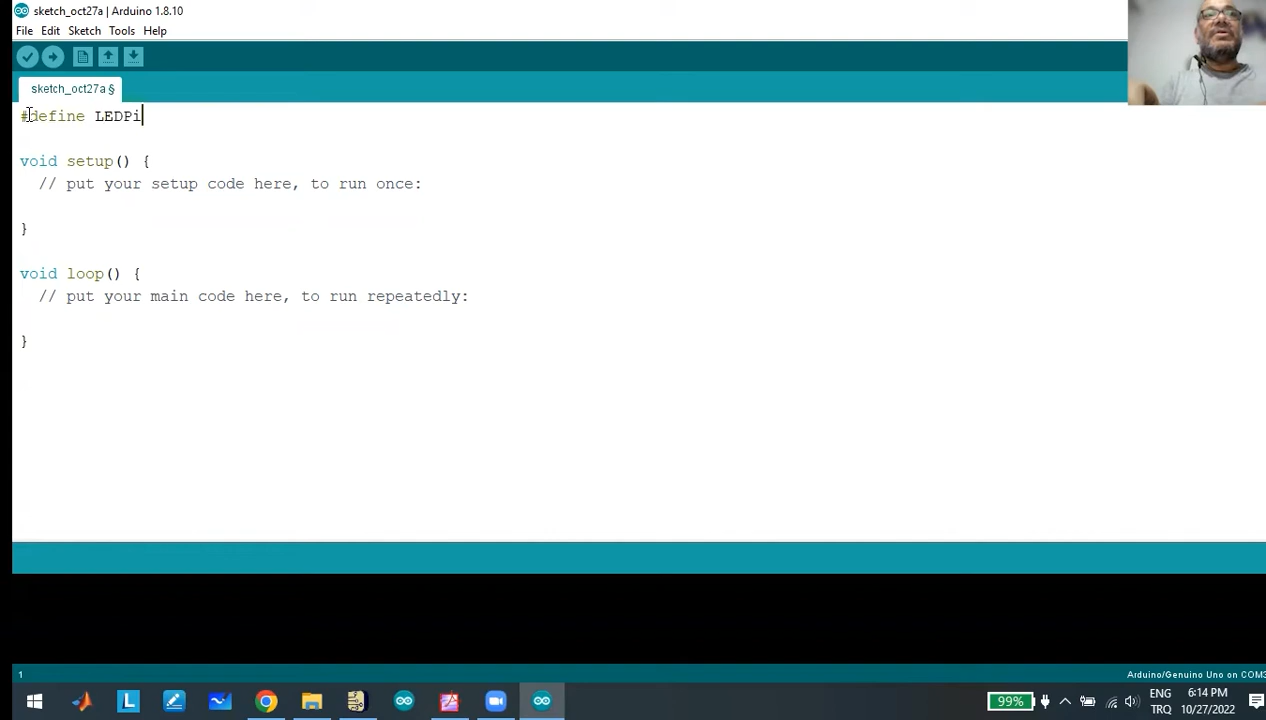 sketch_oct27a | Arduino 1.8.10
File Edit Sketch Tools Help
sketch_oct27a §
#define LEDPi
void setup() {
// put your setup code here, to run once:
}
void loop() {
// put your main code here, to run repeatedly:
}
1
Arduino/Genuino Uno on COM3
L
99%
ENG
TRQ
6:14 PM
10/27/2022